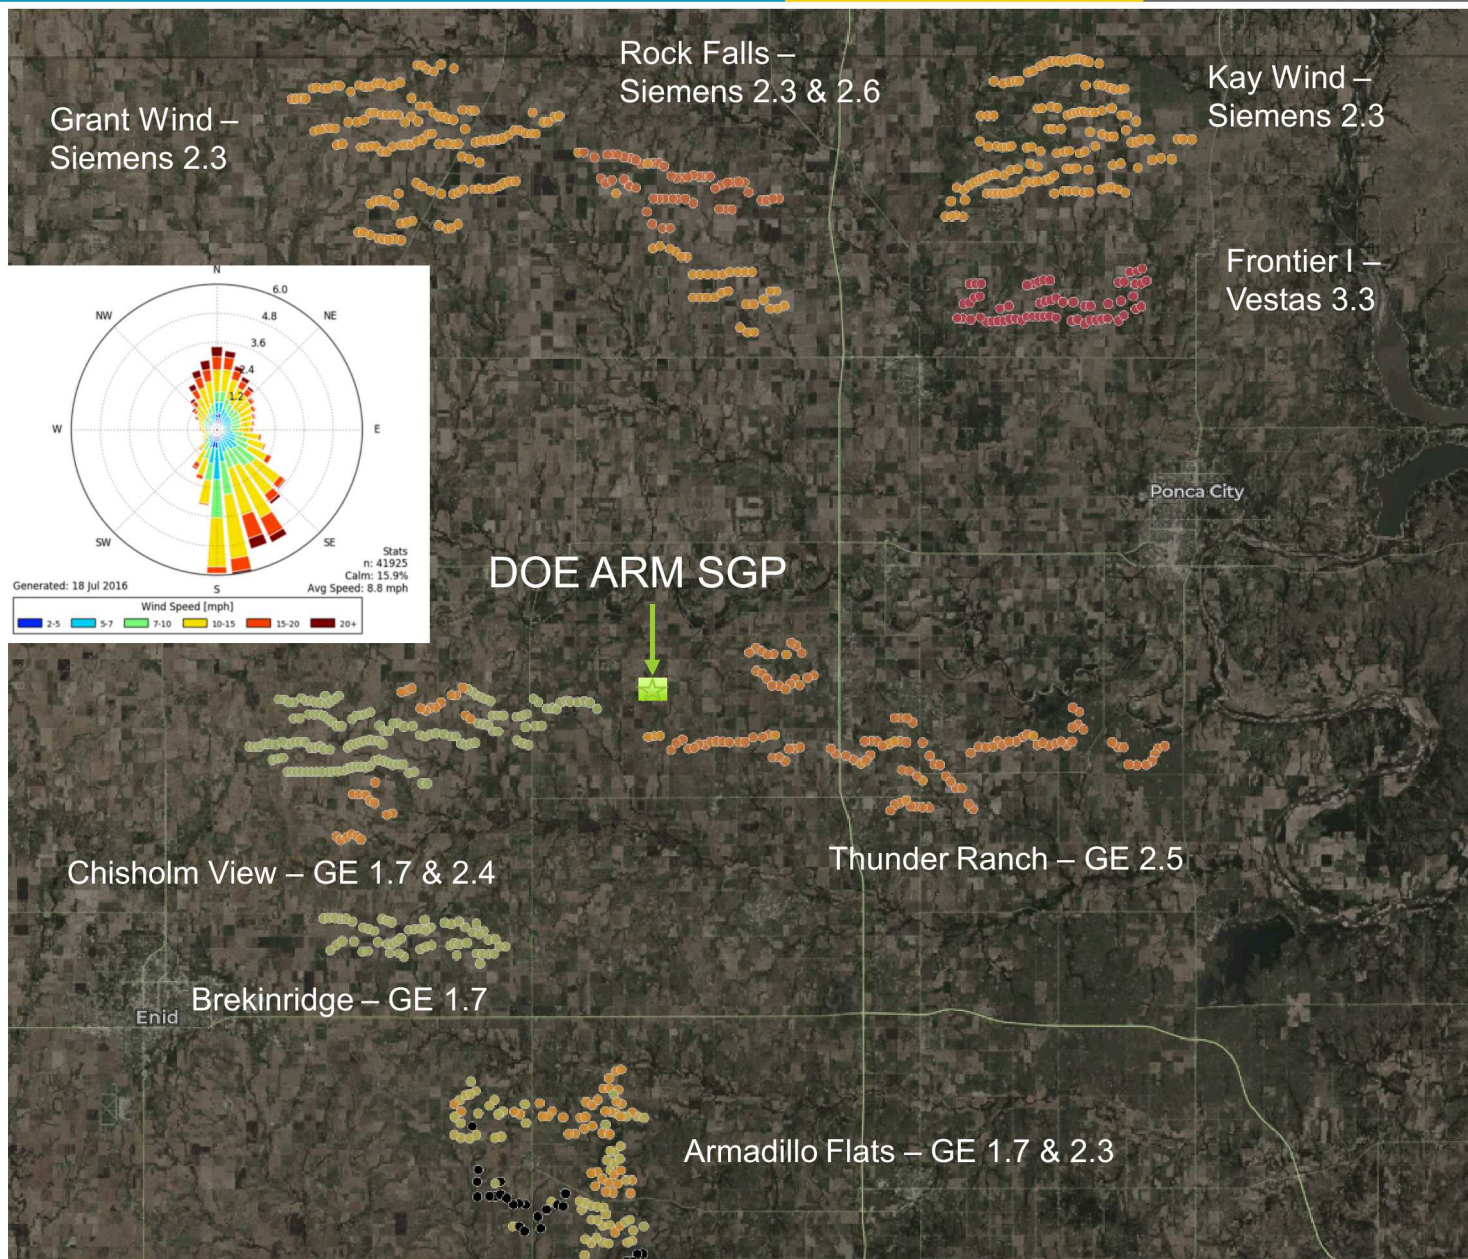 Rock Falls –
Siemens 2.3 & 2.6
Kay Wind –
Siemens 2.3
Grant Wind –
Siemens 2.3
Frontier I –
Vestas 3.3
N
6.0
NW
4.8
NE
3.6
2.4
1.2
W
E
SW
SE
S
Stats
n: 41925
Calm: 15.9%
Avg Speed: 8.8 mph
Generated: 18 Jul 2016
Wind Speed [mph]
2-5 5-7 7-10 10-15 15-20 20+
Ponca City
DOE ARM SGP
Thunder Ranch – GE 2.5
Chisholm View – GE 1.7 & 2.4
Brekinridge – GE 1.7
Enid
Armadillo Flats – GE 1.7 & 2.3